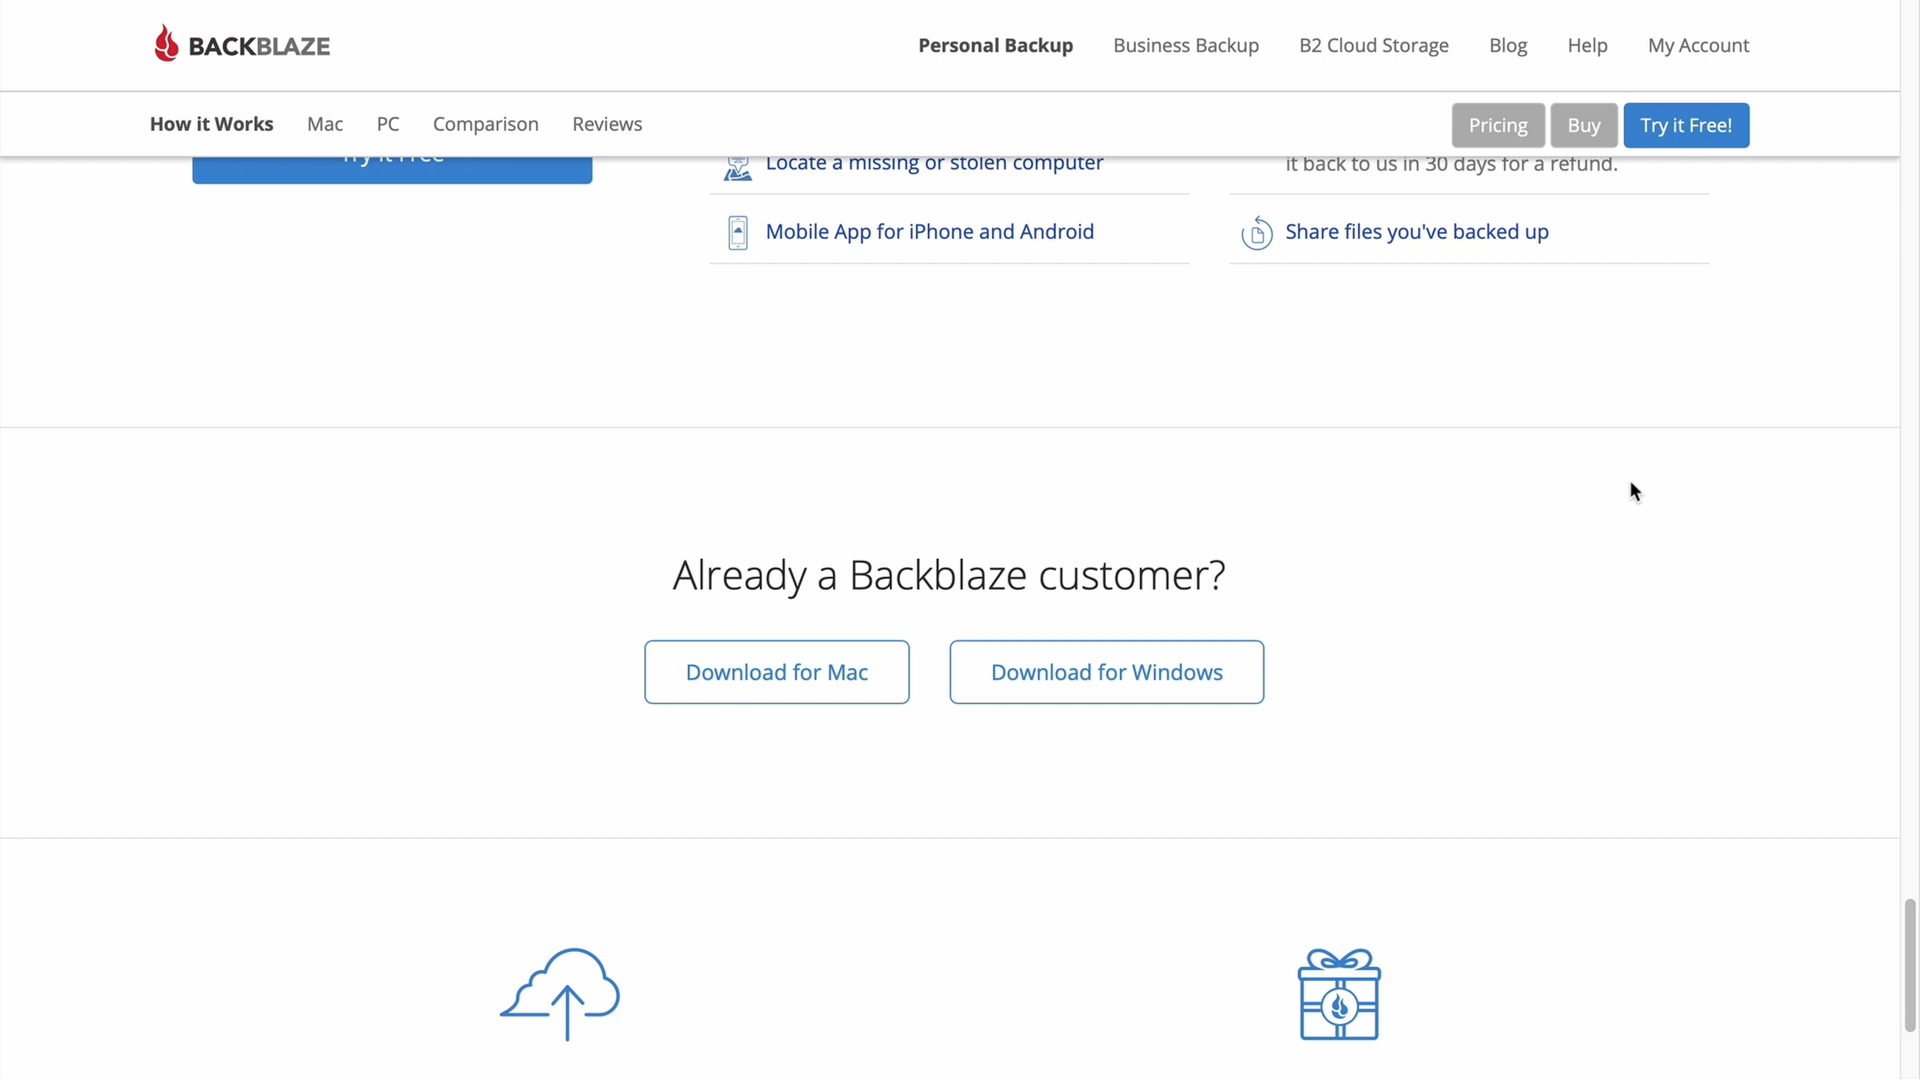 BACKBLAZE
Personal Backup
Business Backup
B2 Cloud Storage
Blog
Help
My Account
How it Works
Mac
PC
Comparison
Reviews
Pricing
Buy
Try it Free!
Try it Free
Locate a missing or stolen computer
it back to us in 30 days for a refund.
Mobile App for iPhone and Android
Share files you've backed up
Already a Backblaze customer?
Download for Mac
Download for Windows